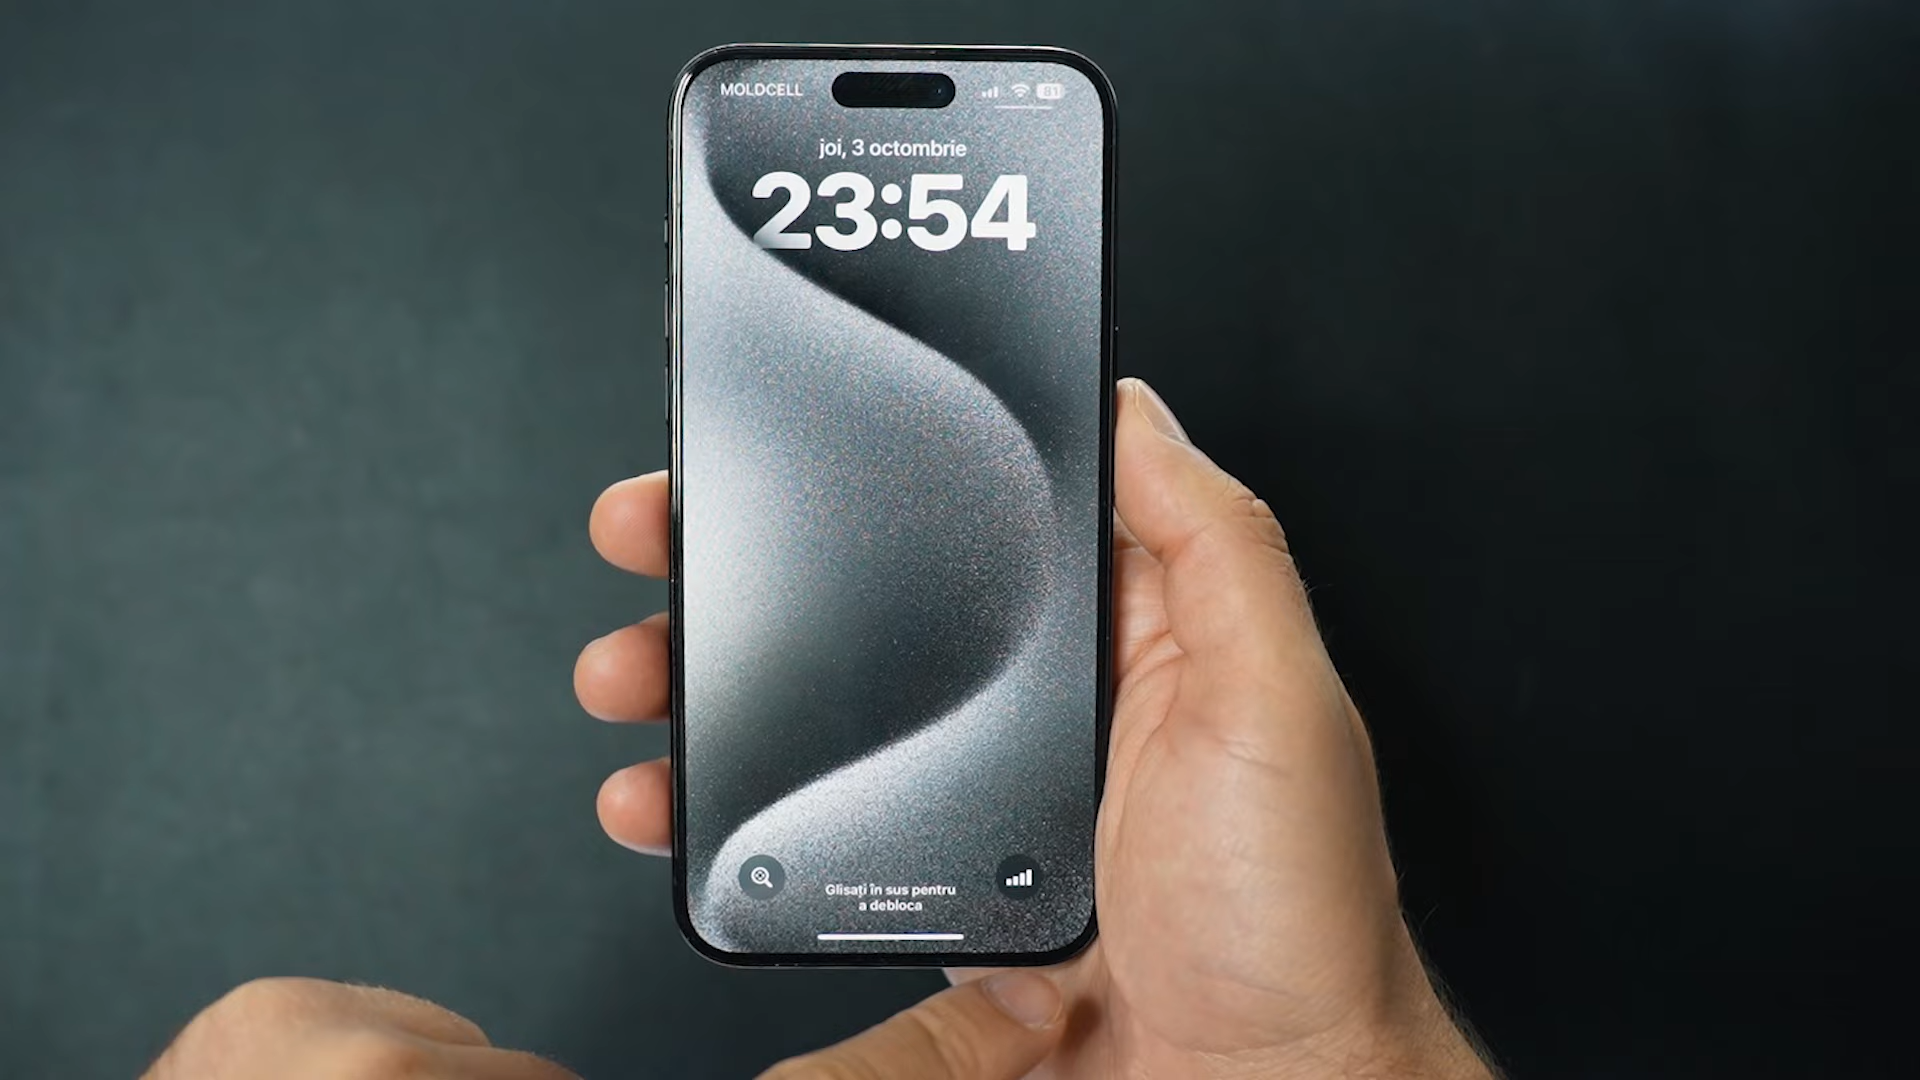 MOLDCELL
81
joi, 3 octombrie
23:54
Glisați în sus pentru
a debloca